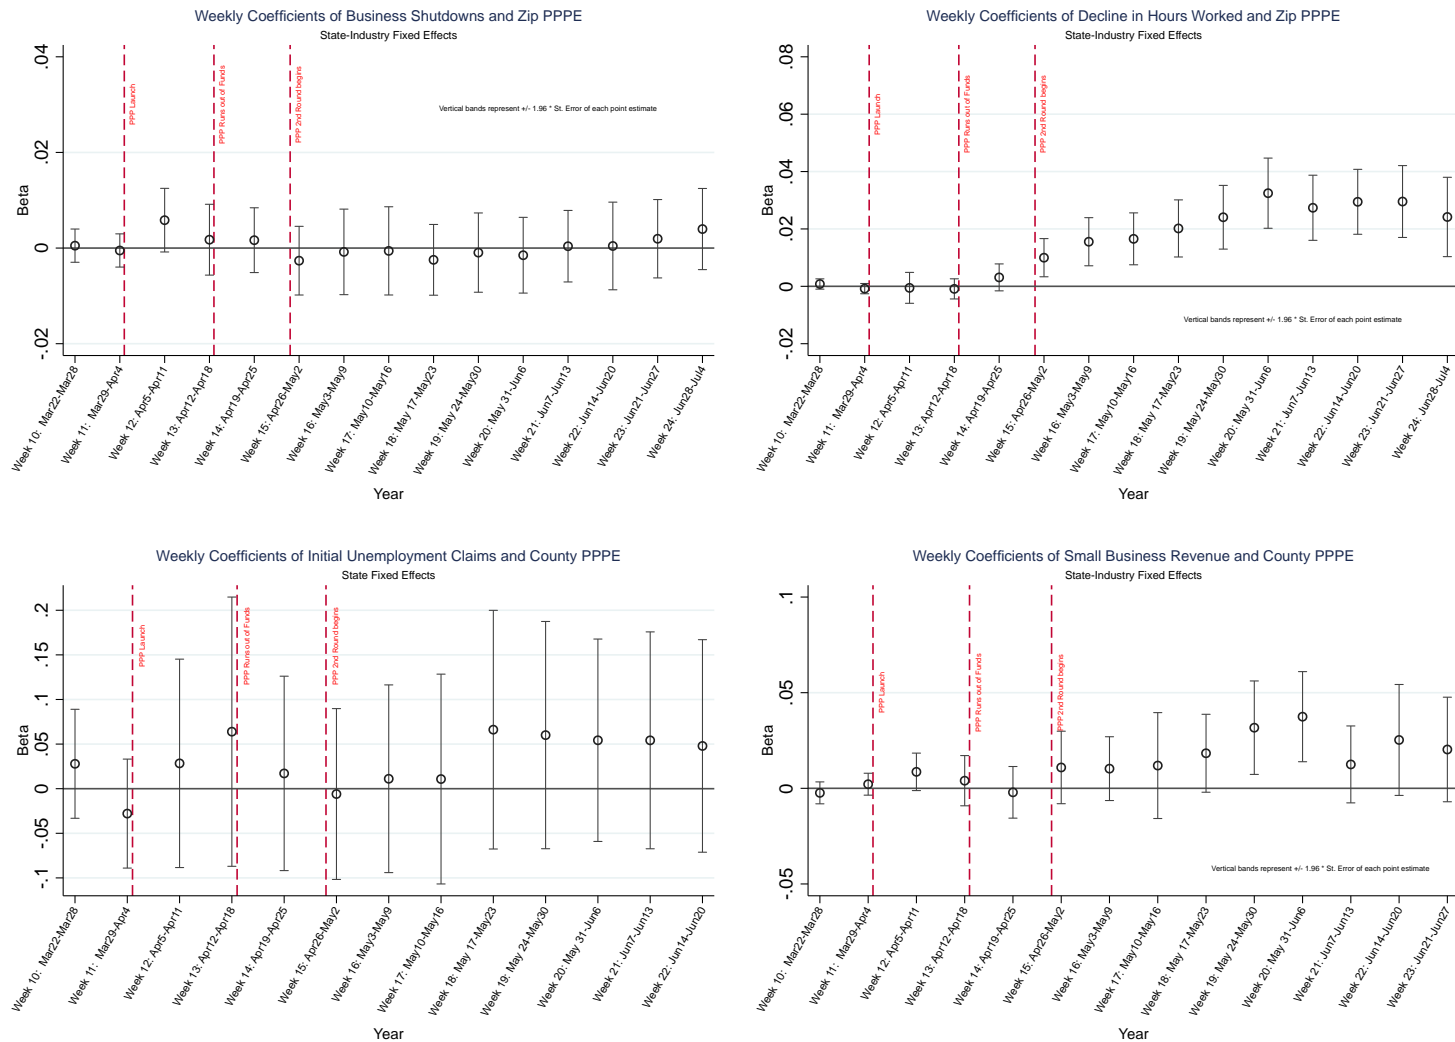 Weekly Coefficients of Business Shutdowns and Zip PPPE
State-Industry Fixed Effects
.04
.02
0
-.02
Beta
PPP Launch
PPP Runs out of Funds
PPP 2nd Round begins
Vertical bands represent +/- 1.96 * St. Error of each point estimate
Week 10: Mar22-Mar28
Week 11: Mar29-Apr4
Week 12: Apr5-Apr11
Week 13: Apr12-Apr18
Week 14: Apr19-Apr25
Week 15: Apr26-May2
Week 16: May3-May9
Week 17: May10-May16
Week 18: May 17-May23
Week 19: May 24-May30
Week 20: May 31-Jun6
Week 21: Jun7-Jun13
Week 22: Jun14-Jun20
Week 23: Jun21-Jun27
Week 24: Jun28-Jul4
Year
Weekly Coefficients of Decline in Hours Worked and Zip PPPE
State-Industry Fixed Effects
.08
.06
.04
.02
0
-.02
Beta
PPP Launch
PPP Runs out of Funds
PPP 2nd Round begins
Vertical bands represent +/- 1.96 * St. Error of each point estimate
Week 10: Mar22-Mar28
Week 11: Mar29-Apr4
Week 12: Apr5-Apr11
Week 13: Apr12-Apr18
Week 14: Apr19-Apr25
Week 15: Apr26-May2
Week 16: May3-May9
Week 17: May10-May16
Week 18: May 17-May23
Week 19: May 24-May30
Week 20: May 31-Jun6
Week 21: Jun7-Jun13
Week 22: Jun14-Jun20
Week 23: Jun21-Jun27
Week 24: Jun28-Jul4
Year
Weekly Coefficients of Initial Unemployment Claims and County PPPE
State Fixed Effects
.2
.15
.1
.05
0
-.05
-.1
Beta
PPP Launch
PPP Runs out of Funds
PPP 2nd Round begins
Week 10: Mar22-Mar28
Week 11: Mar29-Apr4
Week 12: Apr5-Apr11
Week 13: Apr12-Apr18
Week 14: Apr19-Apr25
Week 15: Apr26-May2
Week 16: May3-May9
Week 17: May10-May16
Week 18: May 17-May23
Week 19: May 24-May30
Week 20: May 31-Jun6
Week 21: Jun7-Jun13
Week 22: Jun14-Jun20
Year
Weekly Coefficients of Small Business Revenue and County PPPE
State-Industry Fixed Effects
.1
.05
0
-.05
Beta
PPP Launch
PPP Runs out of Funds
PPP 2nd Round begins
Vertical bands represent +/- 1.96 * St. Error of each point estimate
Week 10: Mar22-Mar28
Week 11: Mar29-Apr4
Week 12: Apr5-Apr11
Week 13: Apr12-Apr18
Week 14: Apr19-Apr25
Week 15: Apr26-May2
Week 16: May3-May9
Week 17: May10-May16
Week 18: May 17-May23
Week 19: May 24-May30
Week 20: May 31-Jun6
Week 21: Jun7-Jun13
Week 22: Jun14-Jun20
Week 23: Jun21-Jun27
Year